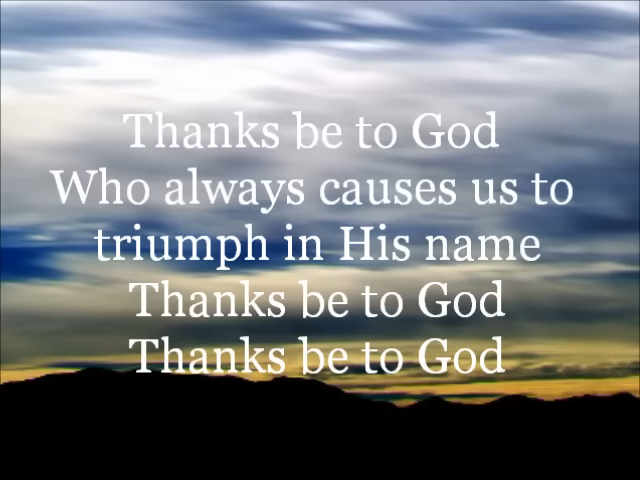 Thanks be to God
Who always causes us to
triumph in His name
Thanks be to God
Thanks be to God